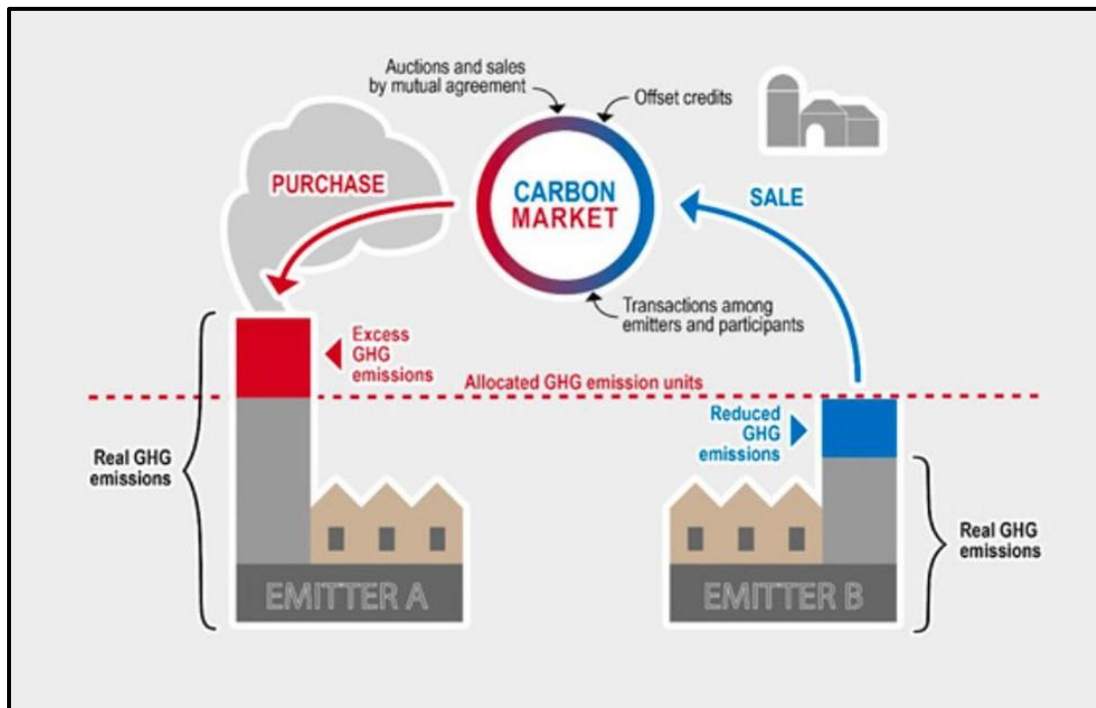 Auctions and sales
by mutual agreement
Offset credits
PURCHASE
CARBON
MARKET
SALE
Transactions among
emitters and participants
Excess
GHG
emissions
Allocated GHG emission units
Reduced
GHG
emissions
Real GHG
emissions
Real GHG
emissions
EMITTER A
EMITTER B